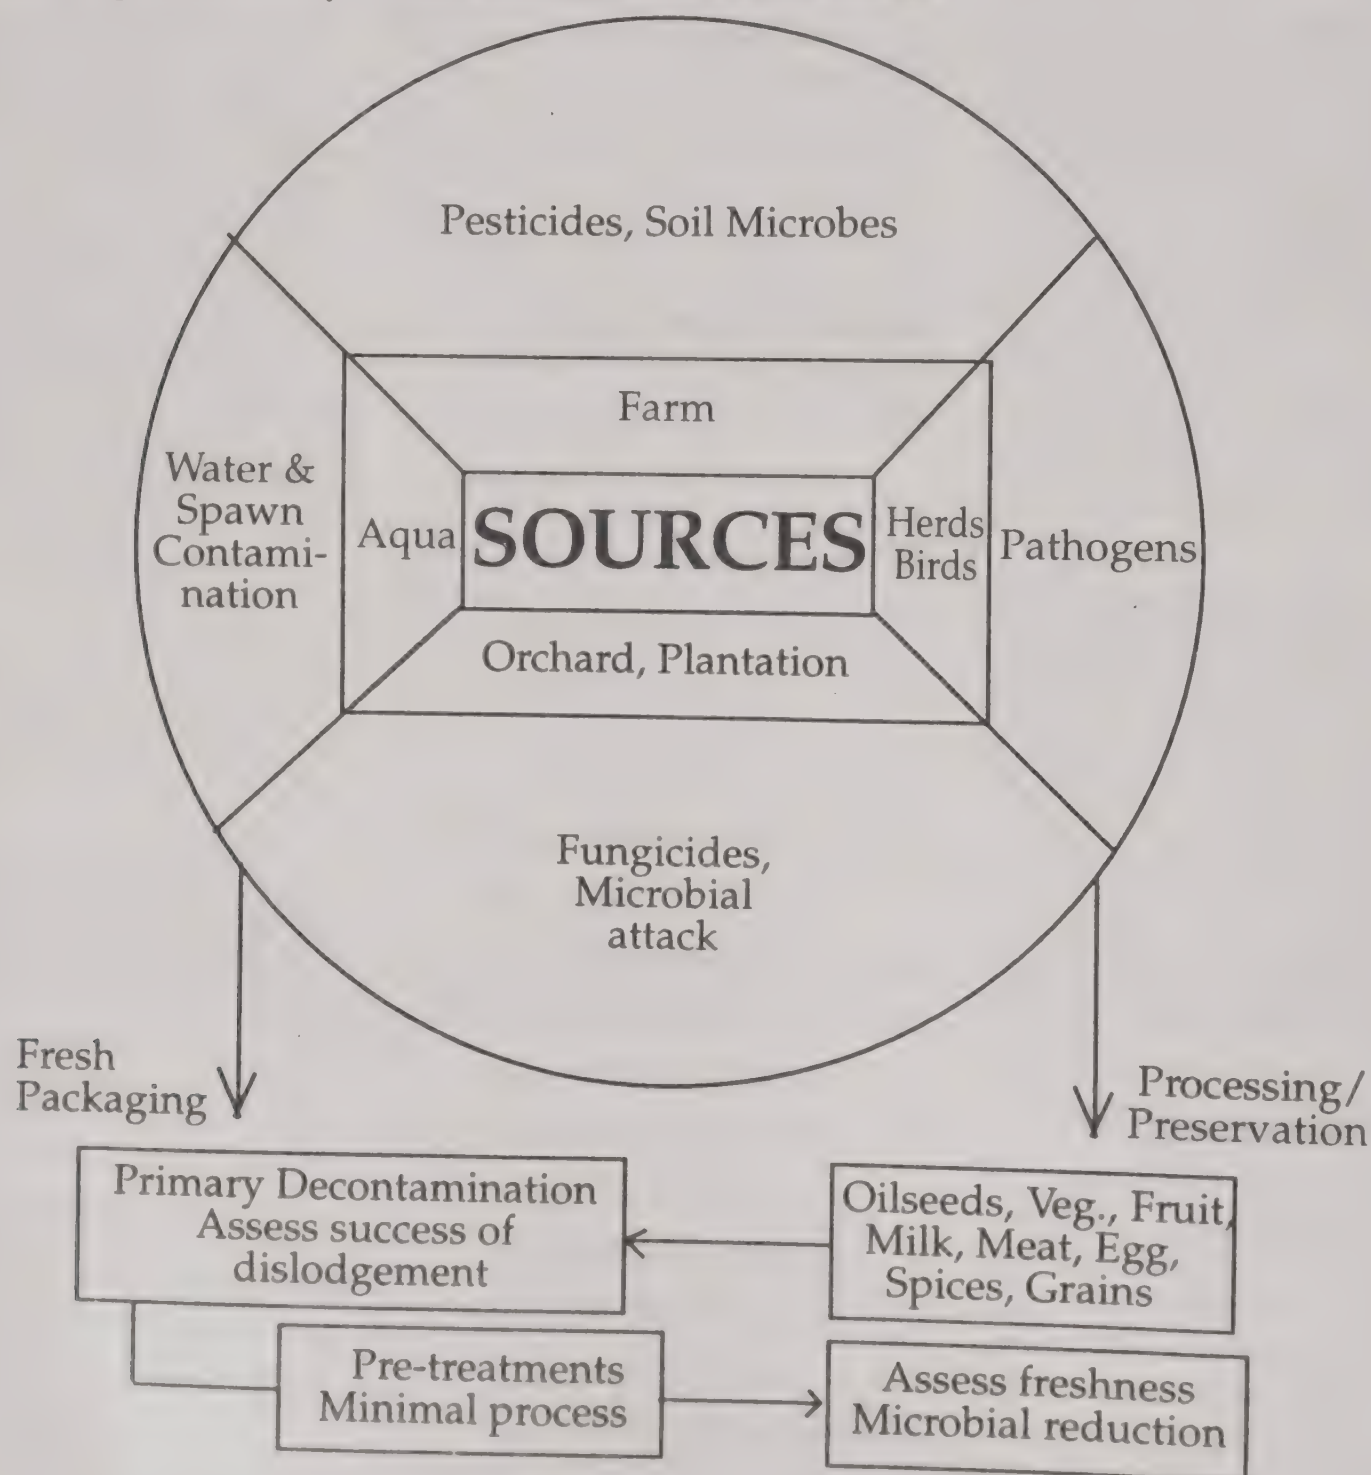 Pesticides, Soil Microbes
Farm
Water &
Spawn
Contami-
nation
Aqua
SOURCES
Herds
Birds
Pathogens
Orchard, Plantation
Fungicides,
Microbial
attack
Fresh
Packaging
Processing/
Preservation
Primary Decontamination
Assess success of
dislodgement
Oilseeds, Veg., Fruit,
Milk, Meat, Egg,
Spices, Grains
Pre-treatments
Minimal process
Assess freshness
Microbial reduction